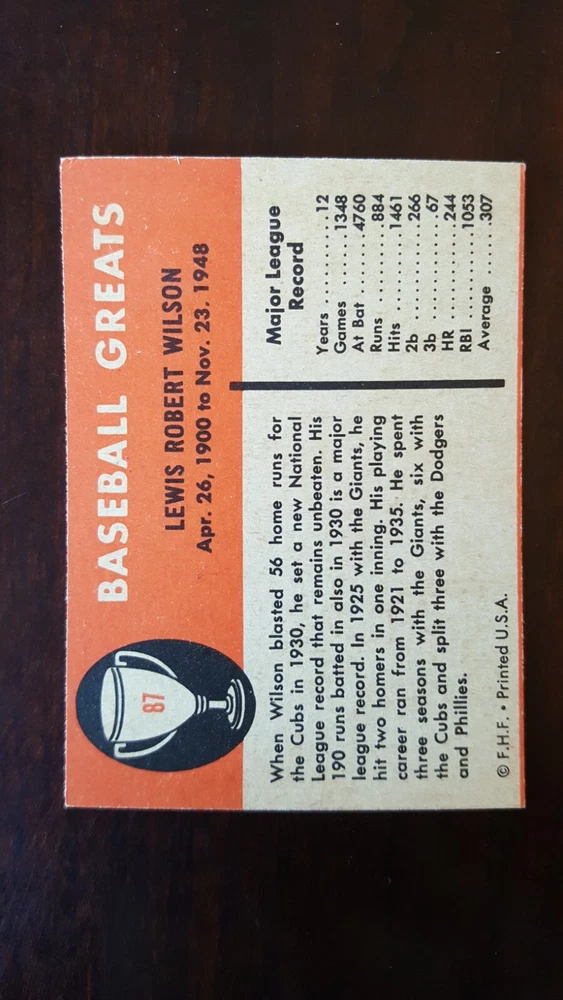 BASEBALL GREATS
87
LEWIS ROBERT WILSON
Apr. 26, 1900 to Nov. 23. 1948
When Wilson blasted 56 home runs for
the Cubs in 1930, he set a new National
League record that remains unbeaten. His
190 runs batted in also in 1930 is a major
league record. In 1925 with the Giants, he
hit two homers in one inning. His playing
career ran from 1921 to 1935. He spent
three seasons with the Giants, six with
the Cubs and split three with the Dodgers
and Phillies.
© F.H.F. • Printed U.S.A.
Major League
Record
Years ............12
Games ......1348
At Bat .......4760
Runs .........884
Hits ..........1461
2b ............266
3b .............67
HR ............244
RBI ...........1053
Average .......307